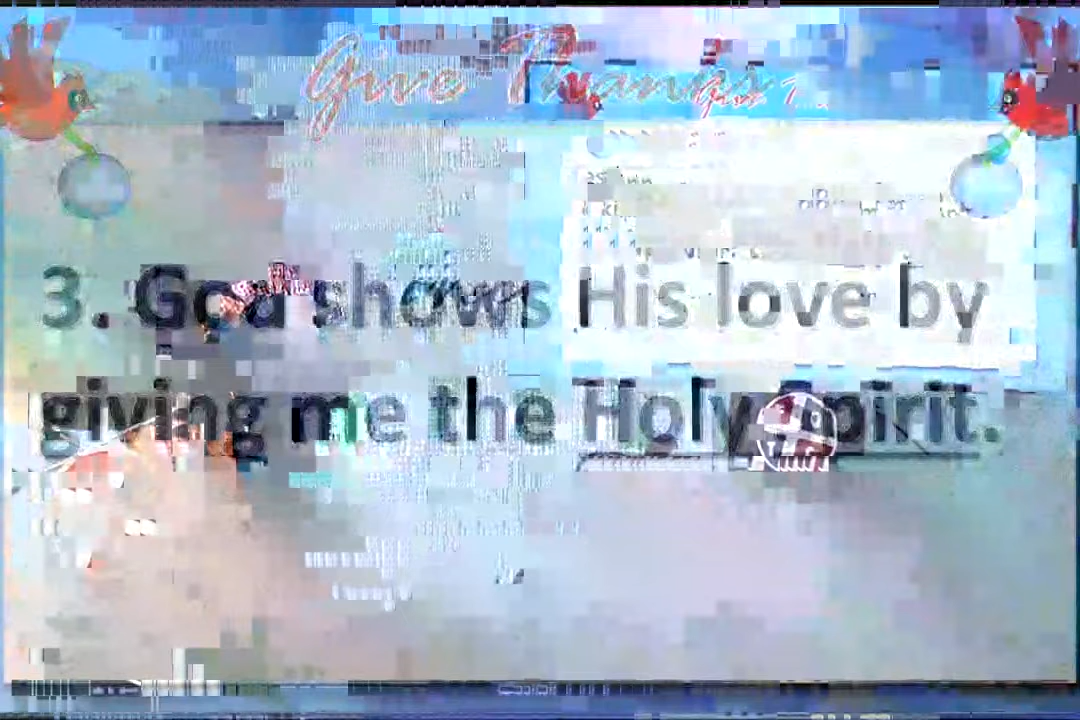 Give Thanks
3. God shows His love by
giving me the Holy Spirit.